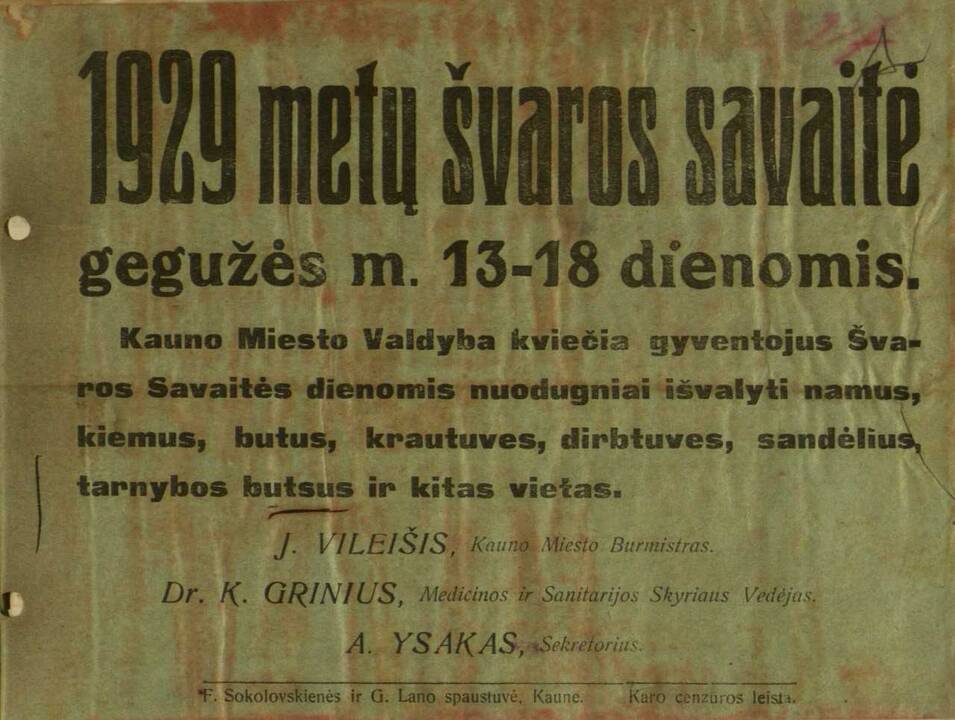 1929 metų švaros savaitė
gegužės m. 13-18 dienomis.
Kauno Miesto Valdyba kviečia gyventojus Šva-
ros Savaitės dienomis nuodugniai išvalyti namus,
kiemus, butus, krautuves, dirbtuves, sandėlius,
tarnybos butsus ir kitas vietas.
J. VILEIŠIS, Kauno Miesto Burmistras.
Dr. K. GRINIUS, Medicinos ir Sanitarijos Skyriaus Vedėjas.
A. YSAKAS, Sekretorius.
F. Sokolovskienės ir G. Lano spaustuvė, Kaune. Karo cenzūros leista.